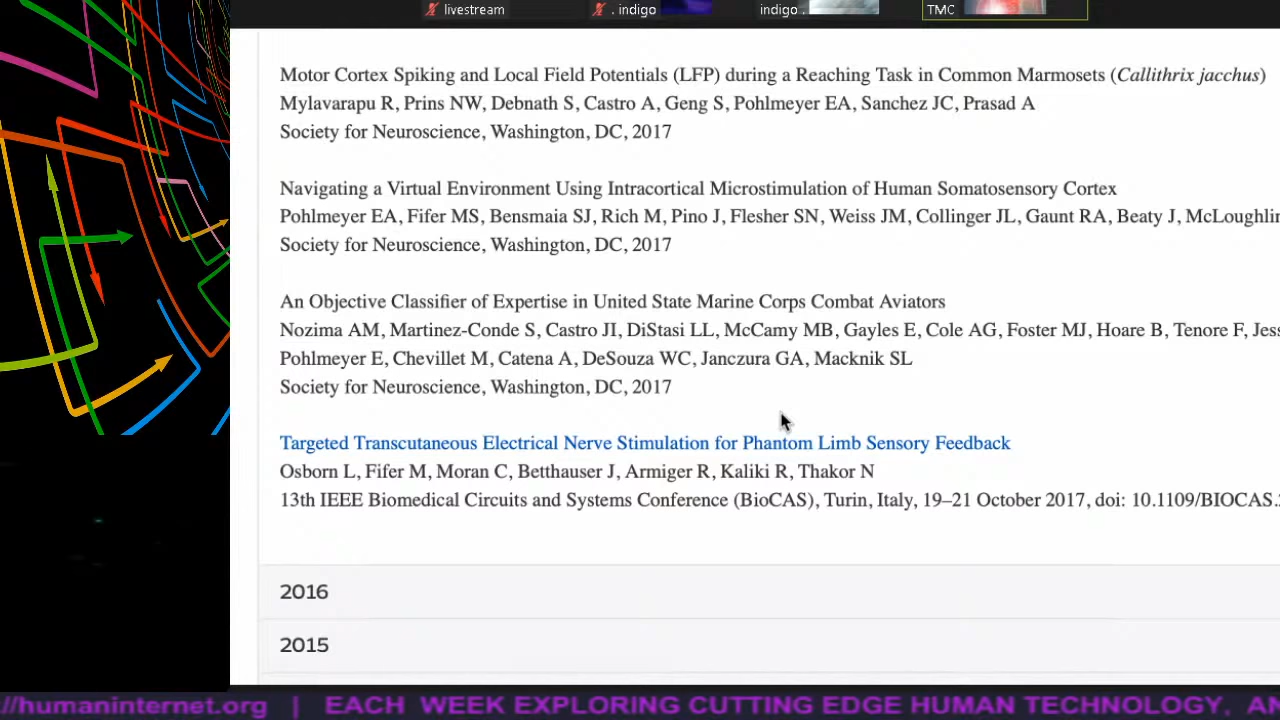 livestream
. indigo
indigo .
TMC
Motor Cortex Spiking and Local Field Potentials (LFP) during a Reaching Task in Common Marmosets (Callithrix jacchus)
Mylavarapu R, Prins NW, Debnath S, Castro A, Geng S, Pohlmeyer EA, Sanchez JC, Prasad A
Society for Neuroscience, Washington, DC, 2017
Navigating a Virtual Environment Using Intracortical Microstimulation of Human Somatosensory Cortex
Pohlmeyer EA, Fifer MS, Bensmaia SJ, Rich M, Pino J, Flesher SN, Weiss JM, Collinger JL, Gaunt RA, Beaty J, McLoughlin
Society for Neuroscience, Washington, DC, 2017
An Objective Classifier of Expertise in United State Marine Corps Combat Aviators
Nozima AM, Martinez-Conde S, Castro JI, DiStasi LL, McCamy MB, Gayles E, Cole AG, Foster MJ, Hoare B, Tenore F, Jess
Pohlmeyer E, Chevillet M, Catena A, DeSouza WC, Janczura GA, Macknik SL
Society for Neuroscience, Washington, DC, 2017
Targeted Transcutaneous Electrical Nerve Stimulation for Phantom Limb Sensory Feedback
Osborn L, Fifer M, Moran C, Betthauser J, Armiger R, Kaliki R, Thakor N
13th IEEE Biomedical Circuits and Systems Conference (BioCAS), Turin, Italy, 19–21 October 2017, doi: 10.1109/BIOCAS.
2016
2015
//humaninternet.org | EACH WEEK EXPLORING CUTTING EDGE HUMAN TECHNOLOGY, AN